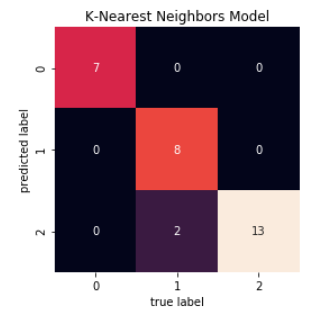 K-Nearest Neighbors Model
0
7 0 0
predicted label
1
0 8 0
2
0 2 13
0 1 2
true label